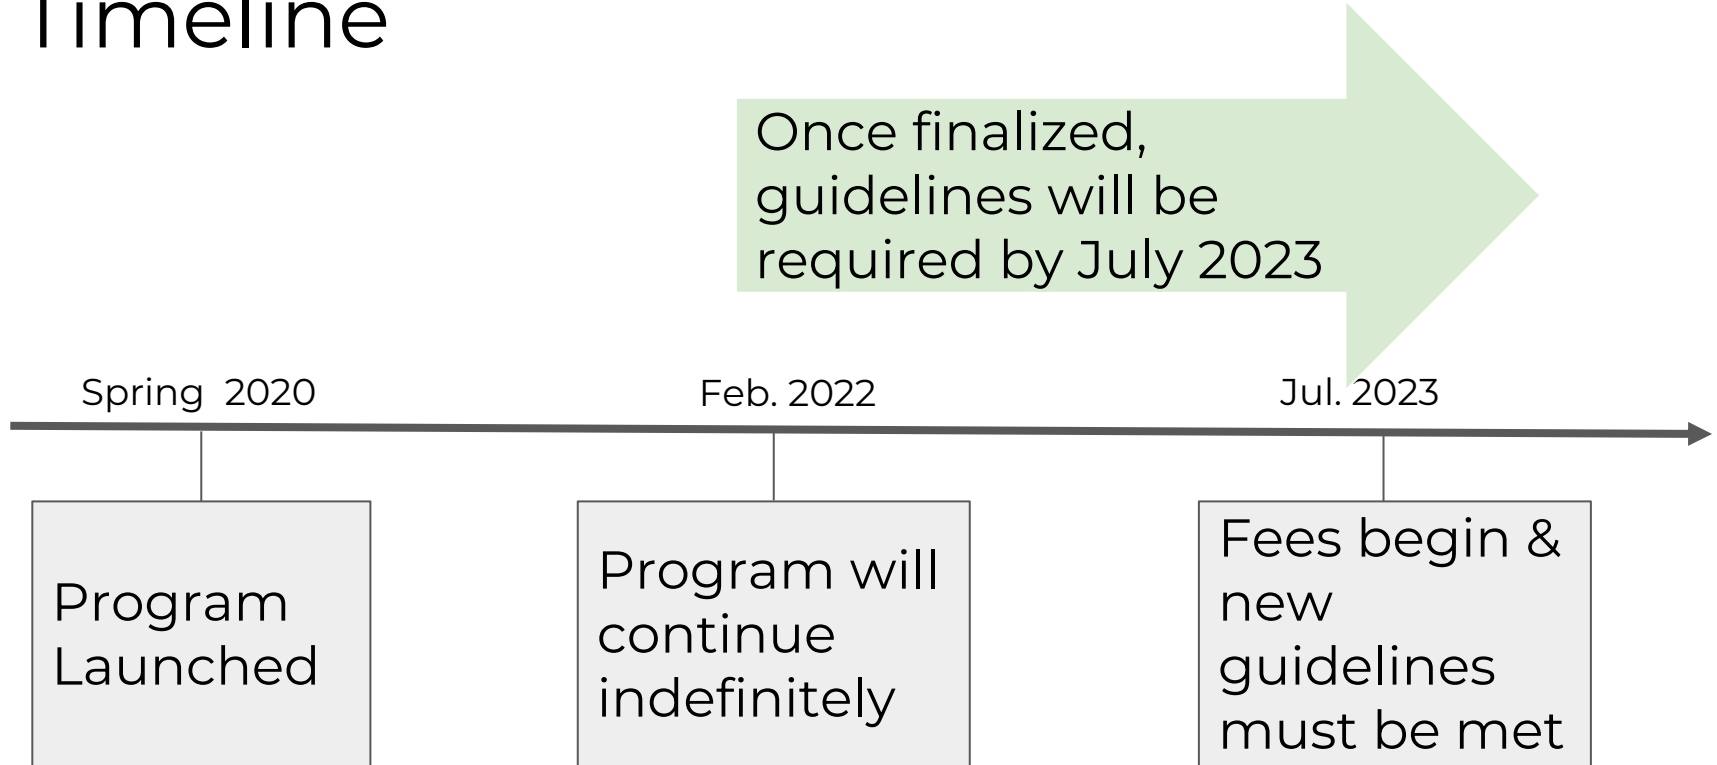 Timeline
Once finalized,
guidelines will be
required by July 2023
Spring 2020
Feb. 2022
Jul. 2023
Program
Launched
Program will
continue
indefinitely
Fees begin &
new
guidelines
must be met